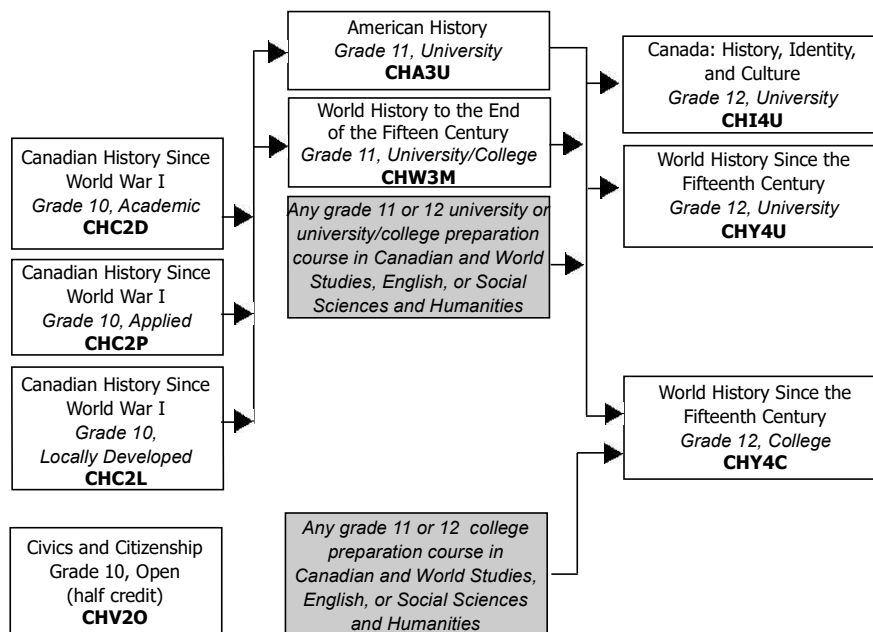 American History
Grade 11, University
CHA3U
World History to the End
of the Fifteen Century
Grade 11, University/College
CHW3M
Any grade 11 or 12 university or
university/college preparation
course in Canadian and World
Studies, English, or Social
Sciences and Humanities
Canadian History Since
World War I
Grade 10, Academic
CHC2D
Canadian History Since
World War I
Grade 10, Applied
CHC2P
Canadian History Since
World War I
Grade 10,
Locally Developed
CHC2L
Civics and Citizenship
Grade 10, Open
(half credit)
CHV2O
Any grade 11 or 12 college
preparation course in
Canadian and World Studies,
English, or Social Sciences
and Humanities
Canada: History, Identity,
and Culture
Grade 12, University
CHI4U
World History Since the
Fifteenth Century
Grade 12, University
CHY4U
World History Since the
Fifteenth Century
Grade 12, College
CHY4C